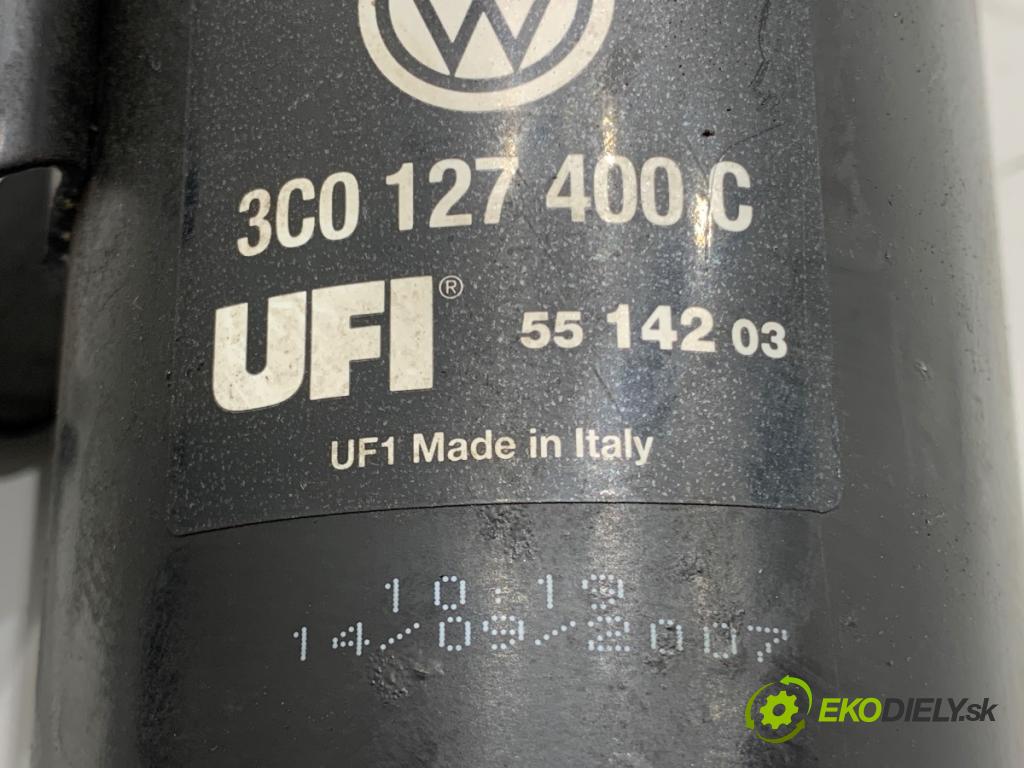 3C0 127 400 C
UFI® 55 142 03
UF1 Made in Italy
10:19
14/09/2007
EKODIELY.sk